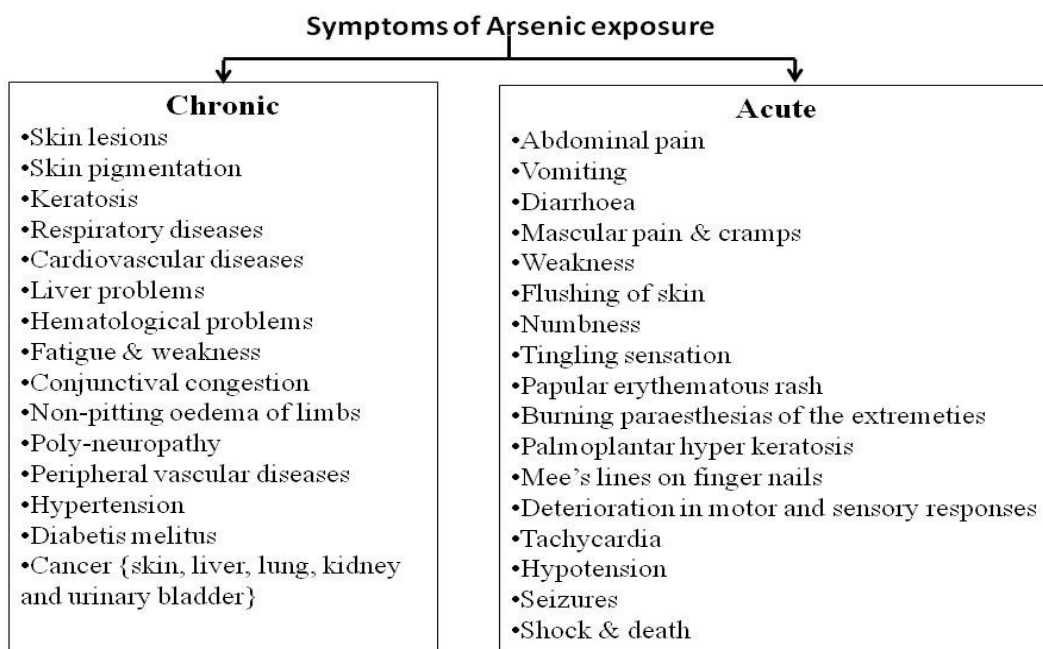 Symptoms of Arsenic exposure
Chronic
•Skin lesions
•Skin pigmentation
•Keratosis
•Respiratory diseases
•Cardiovascular diseases
•Liver problems
•Hematological problems
•Fatigue & weakness
•Conjunctival congestion
•Non-pitting oedema of limbs
•Poly-neuropathy
•Peripheral vascular diseases
•Hypertension
•Diabetis melitus
•Cancer {skin, liver, lung, kidney
and urinary bladder}
Acute
•Abdominal pain
•Vomiting
•Diarrhoea
•Mascular pain & cramps
•Weakness
•Flushing of skin
•Numbness
•Tingling sensation
•Papular erythematous rash
•Burning paraesthesias of the extremeties
•Palmoplantar hyper keratosis
•Mee's lines on finger nails
•Deterioration in motor and sensory responses
•Tachycardia
•Hypotension
•Seizures
•Shock & death